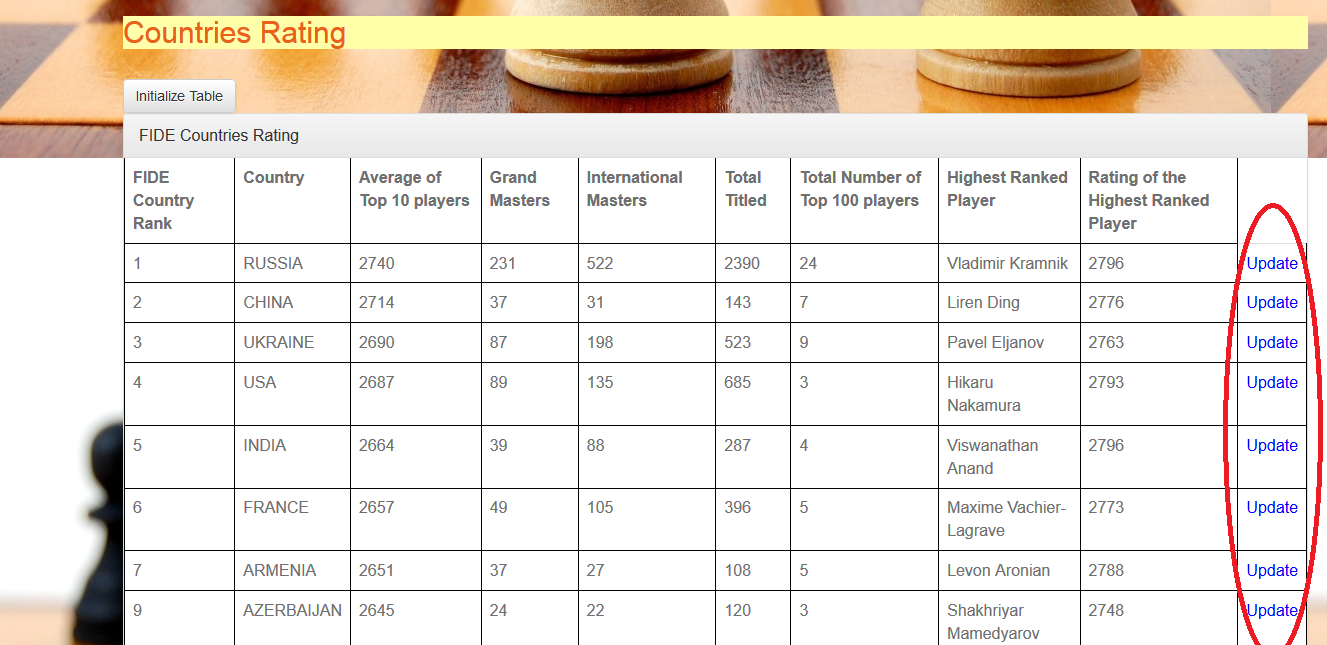 Countries Rating
Initialize Table
FIDE Countries Rating
FIDE Country Rank Country Average of Top 10 players Grand Masters International Masters Total Titled Total Number of Top 100 players Highest Ranked Player Rating of the Highest Ranked Player
1 RUSSIA 2740 231 522 2390 24 Vladimir Kramnik 2796 Update
2 CHINA 2714 37 31 143 7 Liren Ding 2776 Update
3 UKRAINE 2690 87 198 523 9 Pavel Eljanov 2763 Update
4 USA 2687 89 135 685 3 Hikaru Nakamura 2793 Update
5 INDIA 2664 39 88 287 4 Viswanathan Anand 2796 Update
6 FRANCE 2657 49 105 396 5 Maxime Vachier-Lagrave 2773 Update
7 ARMENIA 2651 37 27 108 5 Levon Aronian 2788 Update
9 AZERBAIJAN 2645 24 22 120 3 Shakhriyar Mamedyarov 2748 Update